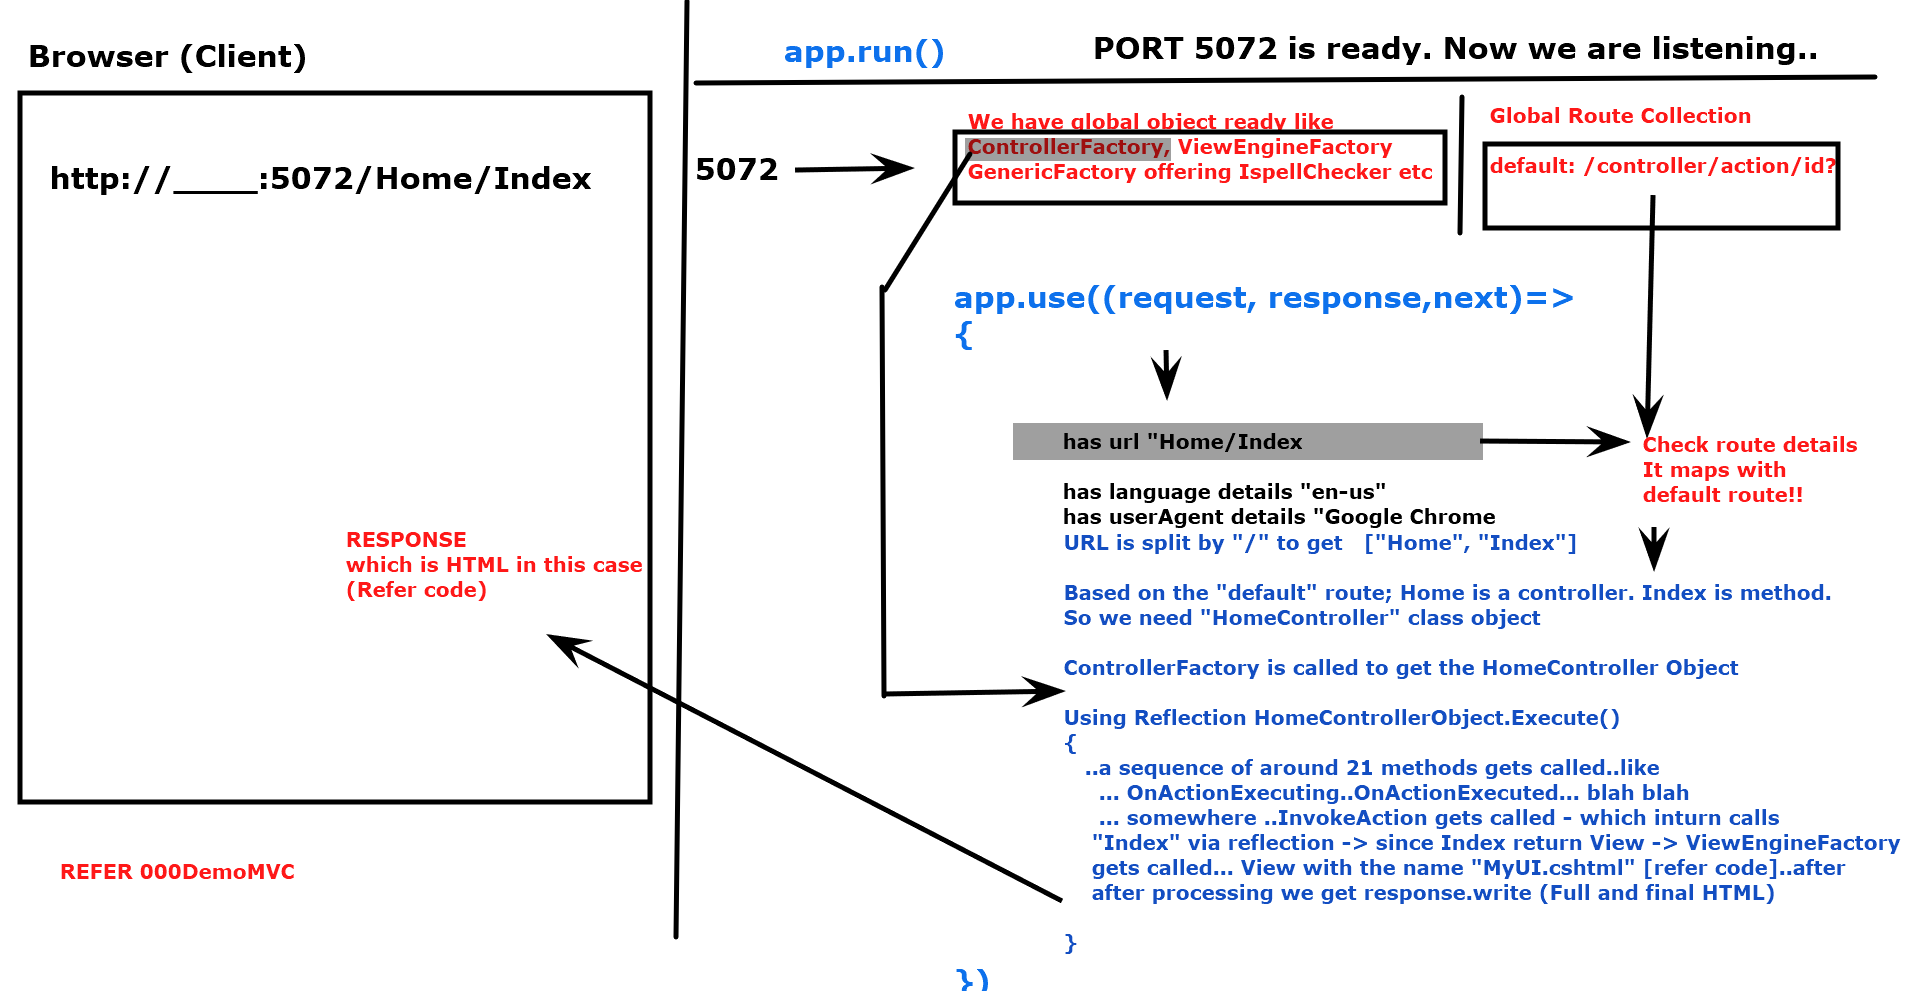 Browser (Client)
http://_____:5072/Home/Index
RESPONSE
which is HTML in this case
(Refer code)
REFER 000DemoMVC
app.run()
PORT 5072 is ready. Now we are listening..
5072
We have global object ready like
ControllerFactory, ViewEngineFactory
GenericFactory offering IspellChecker etc
Global Route Collection
default: /controller/action/id?
app.use((request, response,next)=>
{
has url "Home/Index
has language details "en-us"
has userAgent details "Google Chrome
URL is split by "/" to get   ["Home", "Index"]
Check route details
It maps with
default route!!
Based on the "default" route; Home is a controller. Index is method.
So we need "HomeController" class object
ControllerFactory is called to get the HomeController Object
Using Reflection HomeControllerObject.Execute()
{
..a sequence of around 21 methods gets called..like
... OnActionExecuting..OnActionExecuted... blah blah
... somewhere ..InvokeAction gets called - which inturn calls
"Index" via reflection -> since Index return View -> ViewEngineFactory
gets called... View with the name "MyUI.cshtml" [refer code]..after
after processing we get response.write (Full and final HTML)
}
})